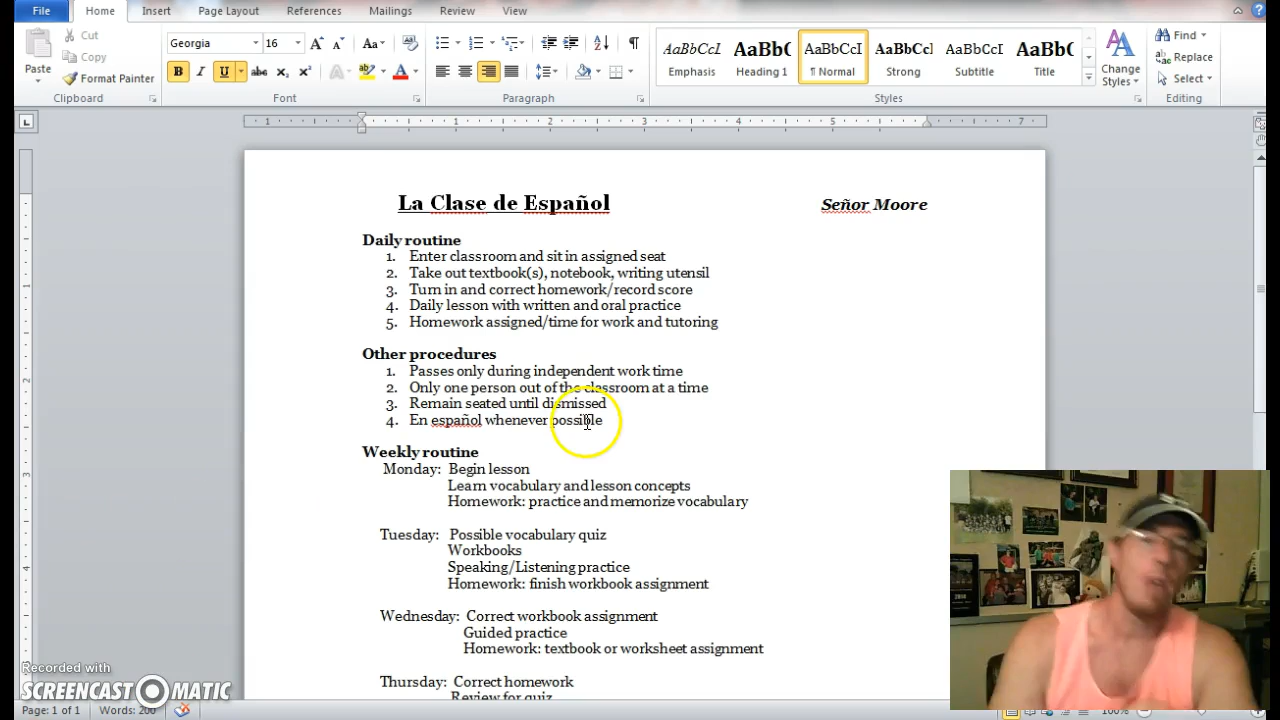 File Home Insert Page Layout References Mailings Review View
Cut
Copy
Format Painter
Paste
Georgia 16
AaBbCcI AaBbC AaBbCcI AaBbCcI AaBbCcI AaBbC
Emphasis Heading 1 ¶ Normal Strong Subtitle Title
Change Styles
Find
Replace
Select
Clipboard Font Paragraph Styles Editing
1 1 2 3 4 5 7
La Clase de Español Señor Moore
Daily routine
1. Enter classroom and sit in assigned seat
2. Take out textbook(s), notebook, writing utensil
3. Turn in and correct homework/record score
4. Daily lesson with written and oral practice
5. Homework assigned/time for work and tutoring
Other procedures
1. Passes only during independent work time
2. Only one person out of the classroom at a time
3. Remain seated until dismissed
4. En español whenever possible
Weekly routine
Monday: Begin lesson
Learn vocabulary and lesson concepts
Homework: practice and memorize vocabulary
Tuesday: Possible vocabulary quiz
Workbooks
Speaking/Listening practice
Homework: finish workbook assignment
Wednesday: Correct workbook assignment
Guided practice
Homework: textbook or worksheet assignment
Thursday: Correct homework
Review for quiz
Recorded with
SCREENCAST MATIC
Page: 1 of 1 Words: 200 100%